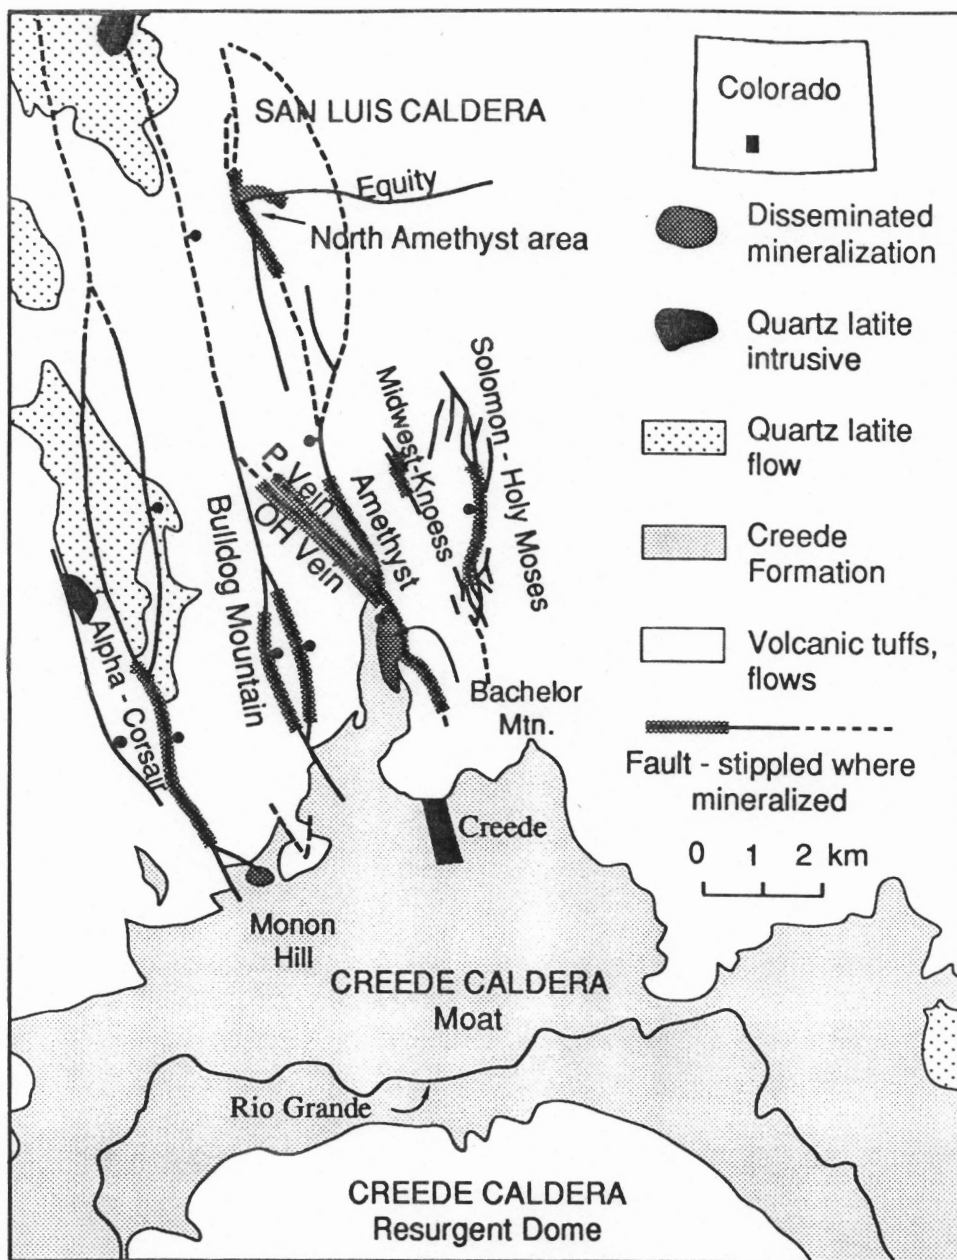 SAN LUIS CALDERA
Equity
North Amethyst area
Solomon - Holy Moses
Midwest-Knoess
P Vein
OH Vein
Amethyst
Bulldog Mountain
Alpha - Corsair
Bachelor
Mtn.
Creede
Monon
Hill
CREEDE CALDERA
Moat
Rio Grande
CREEDE CALDERA
Resurgent Dome
Colorado
Disseminated
mineralization
Quartz latite
intrusive
Quartz latite
flow
Creede
Formation
Volcanic tuffs,
flows
Fault - stippled where
mineralized
0 1 2 km